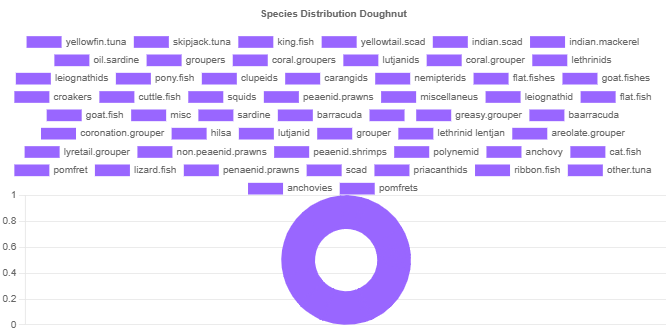 Species Distribution Doughnut
yellowfin.tuna skipjack.tuna king.fish yellowtail.scad indian.scad indian.mackerel
oil.sardine groupers coral.groupers lutjanids coral.grouper lethrinids
leiognathids pony.fish clupeids carangids nemipterids flat.fishes goat.fishes
croakers cuttle.fish squids peaenid.prawns miscellaneus leiognathid flat.fish
goat.fish misc sardine barracuda greasy.grouper baarracuda
coronation.grouper hilsa lutjanid grouper lethrinid lentjan areolate.grouper
lyretail.grouper non.peaenid.prawns peaenid.shrimps polynemid anchovy cat.fish
pomfret lizard.fish penaenid.prawns scad priacanthids ribbon.fish other.tuna
anchovies pomfrets
1
0.8
0.6
0.4
0.2
0